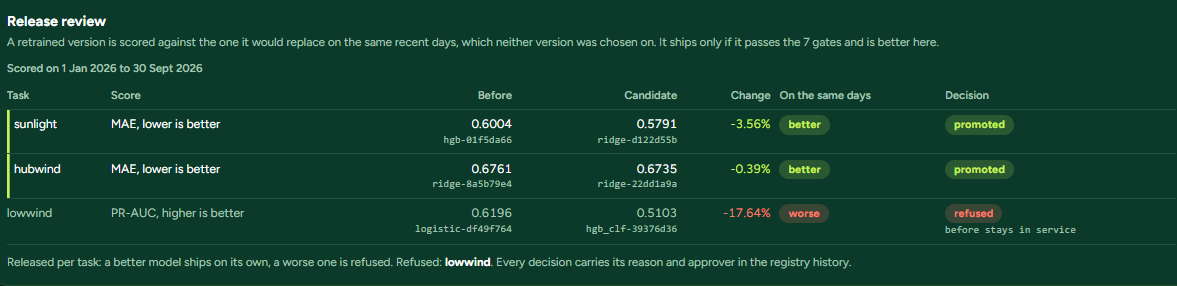 Release review
A retrained version is scored against the one it would replace on the same recent days, which neither version was chosen on. It ships only if it passes the 7 gates and is better here.
Scored on 1 Jan 2026 to 30 Sept 2026
Task Score Before Candidate Change On the same days Decision
sunlight MAE, lower is better 0.6004 0.5791 -3.56% better promoted
hgb-01f5da66 ridge-d122d55b
hubwind MAE, lower is better 0.6761 0.6735 -0.39% better promoted
ridge-8a5b79e4 ridge-22dd1a9a
lowwind PR-AUC, higher is better 0.6196 0.5103 -17.64% worse refused
logistic-df49f764 hgb_clf-39376d36 before stays in service
Released per task: a better model ships on its own, a worse one is refused. Refused: lowwind. Every decision carries its reason and approver in the registry history.